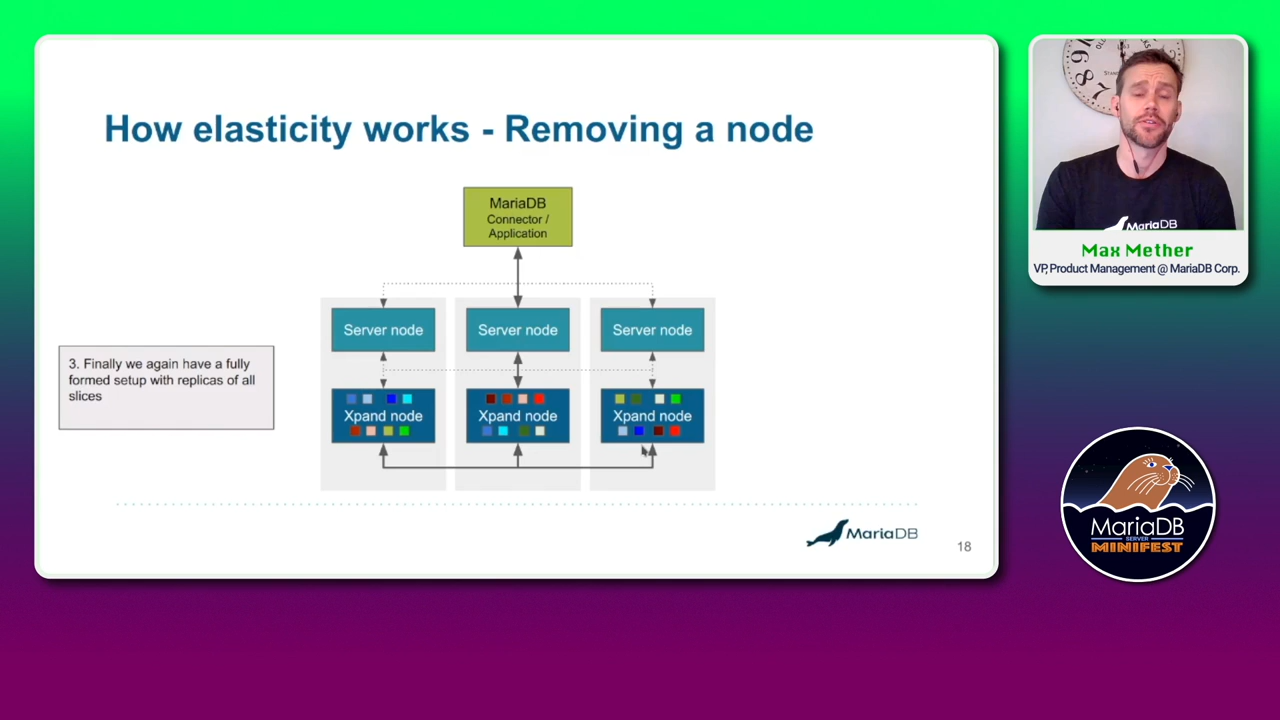 How elasticity works - Removing a node
MariaDB
Connector /
Application
Server node
Server node
Server node
3. Finally we again have a fully
formed setup with replicas of all
slices
Xpand node
Xpand node
Xpand node
MariaDB
18
MariaDB
Max Mether
VP, Product Management @ MariaDB Corp.
MariaDB
SERVER
MINIFEST